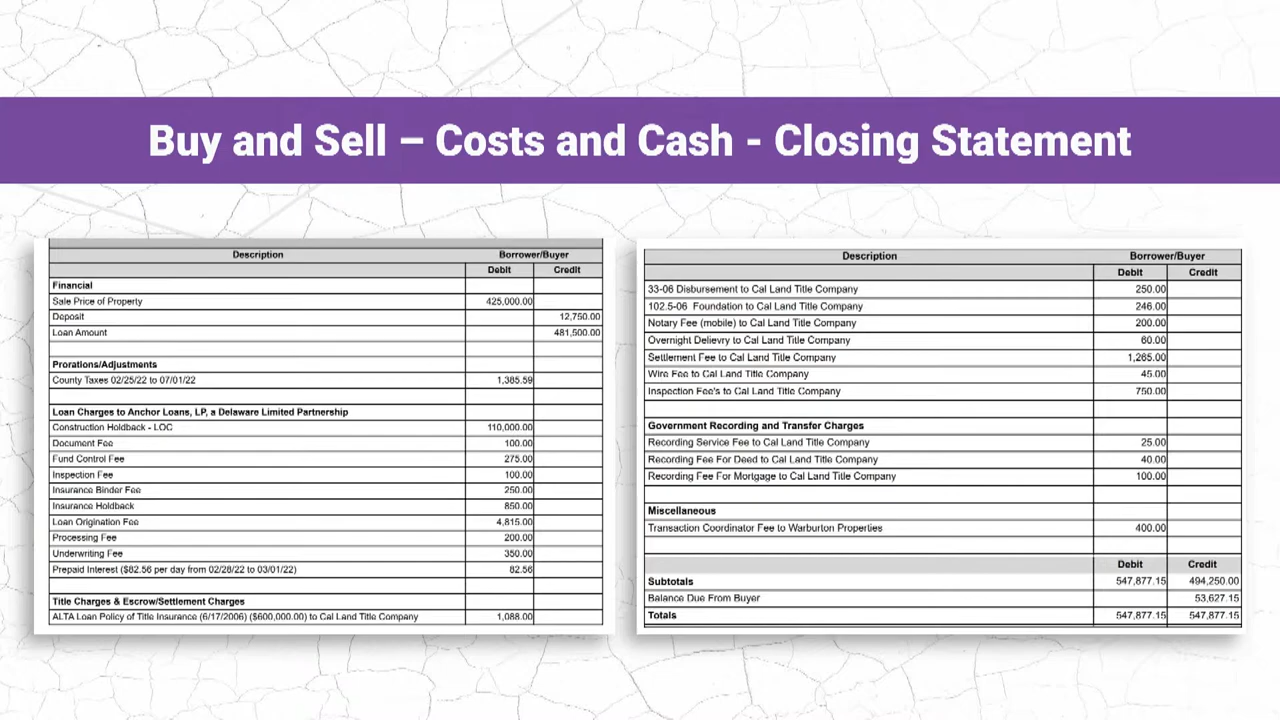 Buy and Sell – Costs and Cash - Closing Statement
Description Borrower/Buyer
Debit Credit
Financial
Sale Price of Property 425,000.00
Deposit 12,750.00
Loan Amount 481,500.00
Prorations/Adjustments
County Taxes 02/25/22 to 07/01/22 1,385.59
Loan Charges to Anchor Loans, LP, a Delaware Limited Partnership
Construction Holdback - LOC 110,000.00
Document Fee 100.00
Fund Control Fee 275.00
Inspection Fee 100.00
Insurance Binder Fee 250.00
Insurance Holdback 850.00
Loan Origination Fee 4,815.00
Processing Fee 200.00
Underwriting Fee 350.00
Prepaid Interest ($82.56 per day from 02/28/22 to 03/01/22) 82.56
Title Charges & Escrow/Settlement Charges
ALTA Loan Policy of Title Insurance (6/17/2006) ($600,000.00) to Cal Land Title Company 1,088.00
Description Borrower/Buyer
Debit Credit
33-06 Disbursement to Cal Land Title Company 250.00
102.5-06 Foundation to Cal Land Title Company 246.00
Notary Fee (mobile) to Cal Land Title Company 200.00
Overnight Delievry to Cal Land Title Company 60.00
Settlement Fee to Cal Land Title Company 1,265.00
Wire Fee to Cal Land Title Company 45.00
Inspection Fee's to Cal Land Title Company 750.00
Government Recording and Transfer Charges
Recording Service Fee to Cal Land Title Company 25.00
Recording Fee For Deed to Cal Land Title Company 40.00
Recording Fee For Mortgage to Cal Land Title Company 100.00
Miscellaneous
Transaction Coordinator Fee to Warburton Properties 400.00
Debit Credit
Subtotals 547,877.15 494,250.00
Balance Due From Buyer 53,627.15
Totals 547,877.15 547,877.15